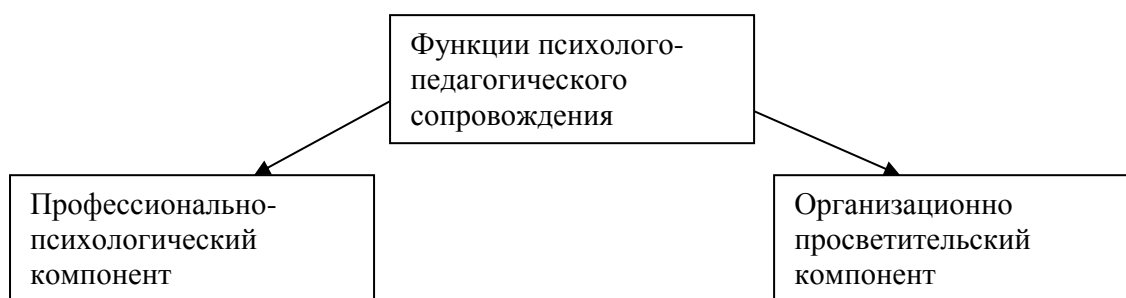 Функции психолого-
педагогического
сопровождения
Профессионально-
психологический
компонент
Организационно
просветительский
компонент